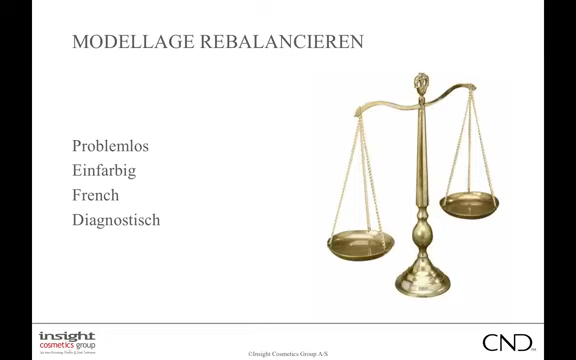 MODELLAGE REBALANCIEREN
Problemlos
Einfarbig
French
Diagnostisch
insight
cosmetics group
©Insight Cosmetics Group A/S
CND